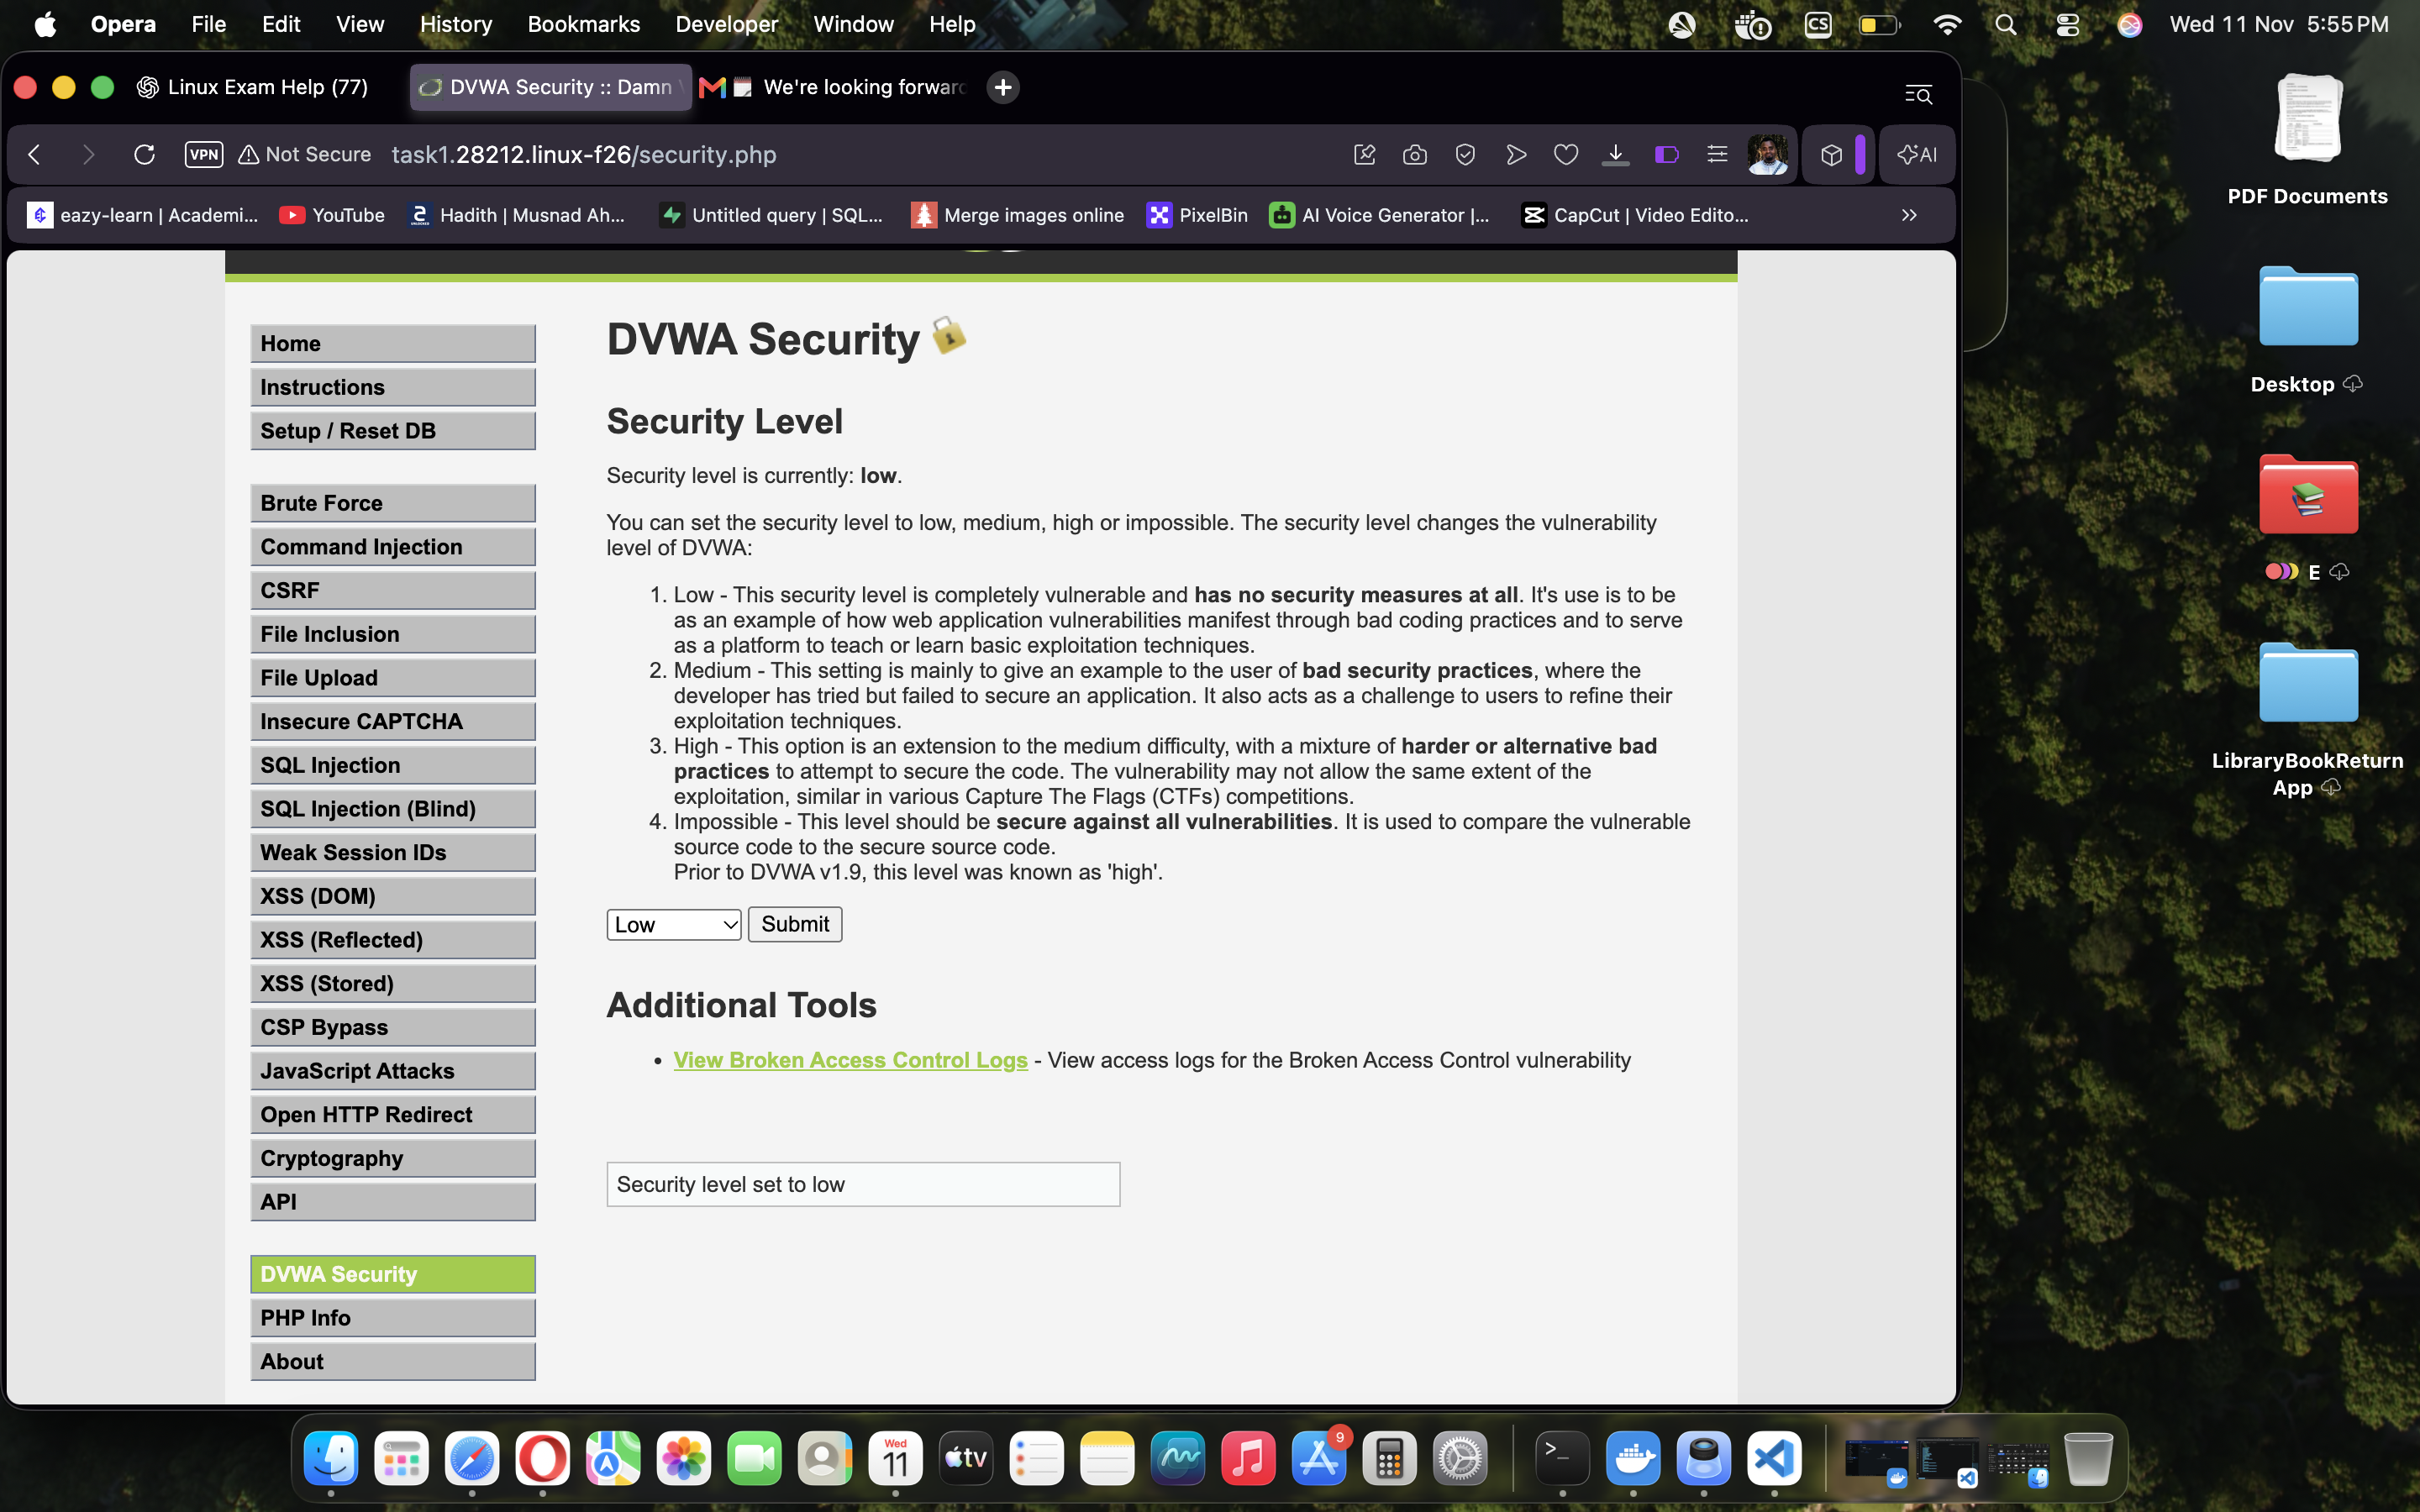 Opera File Edit View History Bookmarks Developer Window Help CS Wed 11 Nov 5:55 PM
Linux Exam Help (77) DVWA Security :: Damn We're looking forwar
VPN Not Secure task1.28212.linux-f26/security.php AI
eazy-learn | Academi... YouTube Hadith | Musnad Ah... Untitled query | SQL... Merge images online PixelBin AI Voice Generator |... CapCut | Video Edito... »
Home
Instructions
Setup / Reset DB
Brute Force
Command Injection
CSRF
File Inclusion
File Upload
Insecure CAPTCHA
SQL Injection
SQL Injection (Blind)
Weak Session IDs
XSS (DOM)
XSS (Reflected)
XSS (Stored)
CSP Bypass
JavaScript Attacks
Open HTTP Redirect
Cryptography
API
DVWA Security
PHP Info
About
DVWA Security
Security Level
Security level is currently: low.
You can set the security level to low, medium, high or impossible. The security level changes the vulnerability
level of DVWA:
1. Low - This security level is completely vulnerable and has no security measures at all. It's use is to be
as an example of how web application vulnerabilities manifest through bad coding practices and to serve
as a platform to teach or learn basic exploitation techniques.
2. Medium - This setting is mainly to give an example to the user of bad security practices, where the
developer has tried but failed to secure an application. It also acts as a challenge to users to refine their
exploitation techniques.
3. High - This option is an extension to the medium difficulty, with a mixture of harder or alternative bad
practices to attempt to secure the code. The vulnerability may not allow the same extent of the
exploitation, similar in various Capture The Flags (CTFs) competitions.
4. Impossible - This level should be secure against all vulnerabilities. It is used to compare the vulnerable
source code to the secure source code.
Prior to DVWA v1.9, this level was known as 'high'.
Low Submit
Additional Tools
• View Broken Access Control Logs - View access logs for the Broken Access Control vulnerability
Security level set to low
PDF Documents
Desktop
E
LibraryBookReturn
App
Wed
11
tv
9